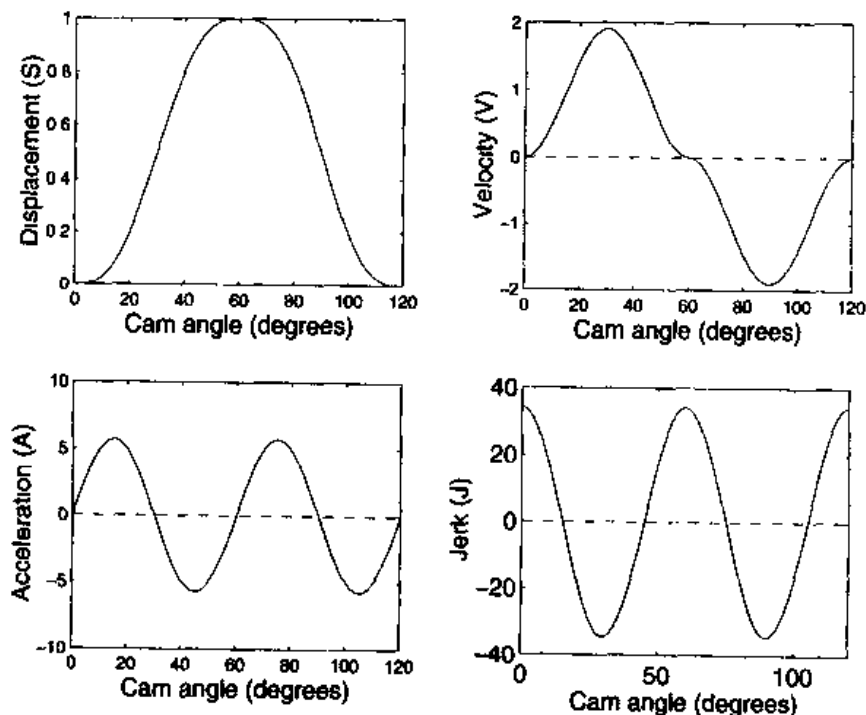 1
0 8
0 6
0 4
0 2
0
0 20 40 60 80 100 120
Displacement (S)
Cam angle (degrees)
2
1
0
-1
-2
0 20 40 60 80 100 120
Velocity (V)
Cam angle (degrees)
10
5
0
-5
-10
0 20 40 60 80 100 120
Acceleration (A)
Cam angle (degrees)
40
20
0
-20
-40
0 50 100
Jerk (J)
Cam angle (degrees)